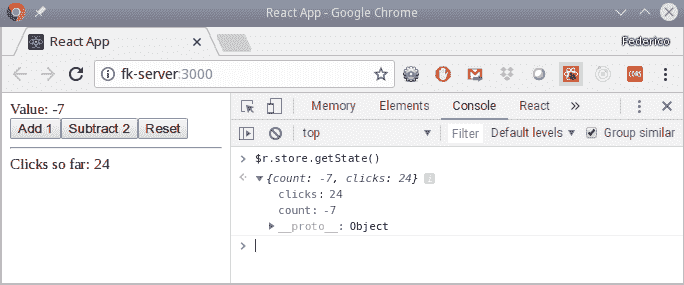 React App - Google Chrome
React App
Federico
fk-server:3000
CORS
Value: -7
Add 1 Subtract 2 Reset
Clicks so far: 24
Memory Elements Console React »
top Filter Default levels Group similar
> $r.store.getState()
{count: -7, clicks: 24} i
clicks: 24
count: -7
__proto__: Object
>